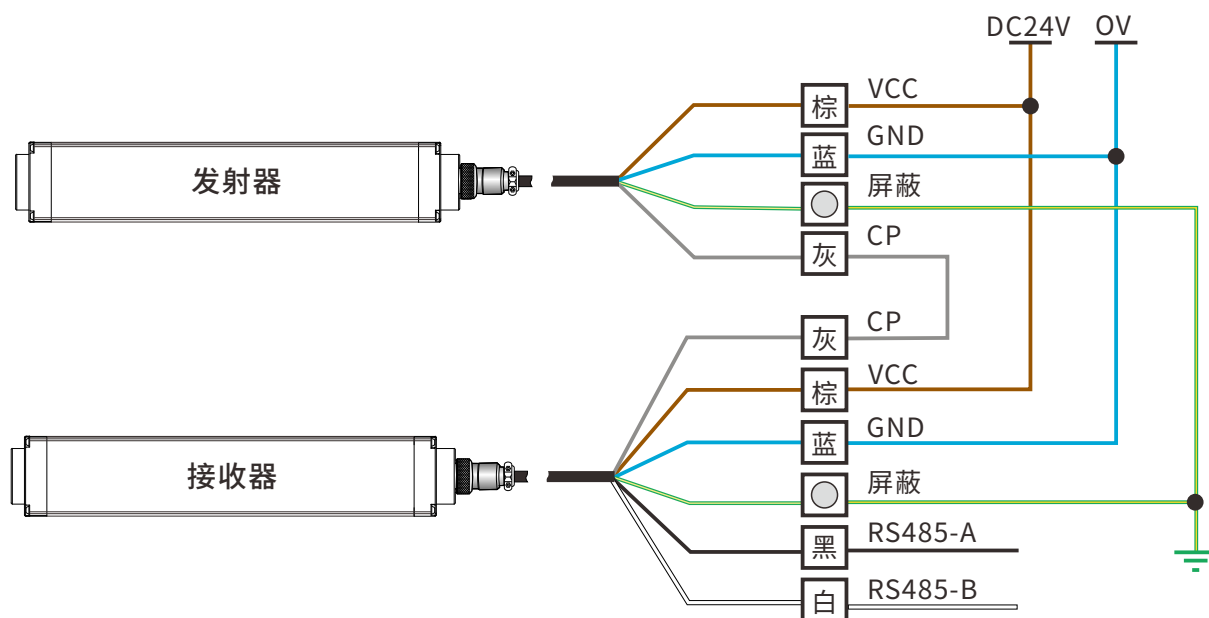 DC24V OV
棕 VCC
蓝 GND
发射器
屏蔽
灰 CP
灰 CP
棕 VCC
蓝 GND
接收器
屏蔽
黑 RS485-A
白 RS485-B